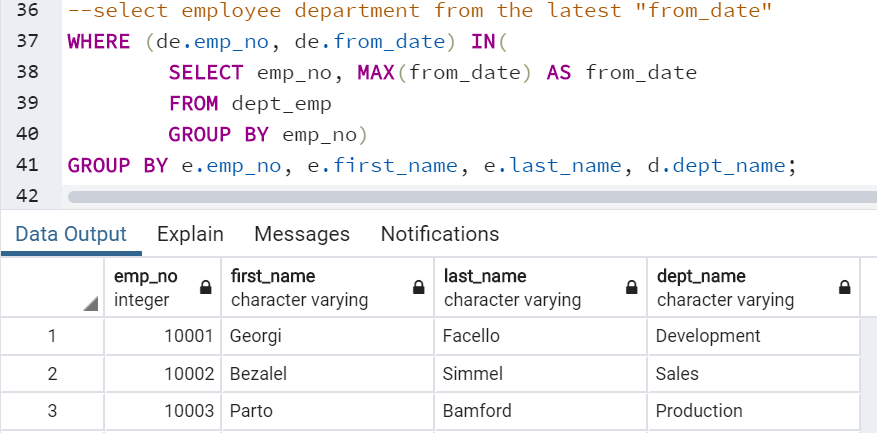 36 --select employee department from the latest "from_date"
37 WHERE (de.emp_no, de.from_date) IN(
38 SELECT emp_no, MAX(from_date) AS from_date
39 FROM dept_emp
40 GROUP BY emp_no)
41 GROUP BY e.emp_no, e.first_name, e.last_name, d.dept_name;
42
Data Output Explain Messages Notifications
emp_no first_name last_name dept_name
integer character varying character varying character varying
1 10001 Georgi Facello Development
2 10002 Bezalel Simmel Sales
3 10003 Parto Bamford Production